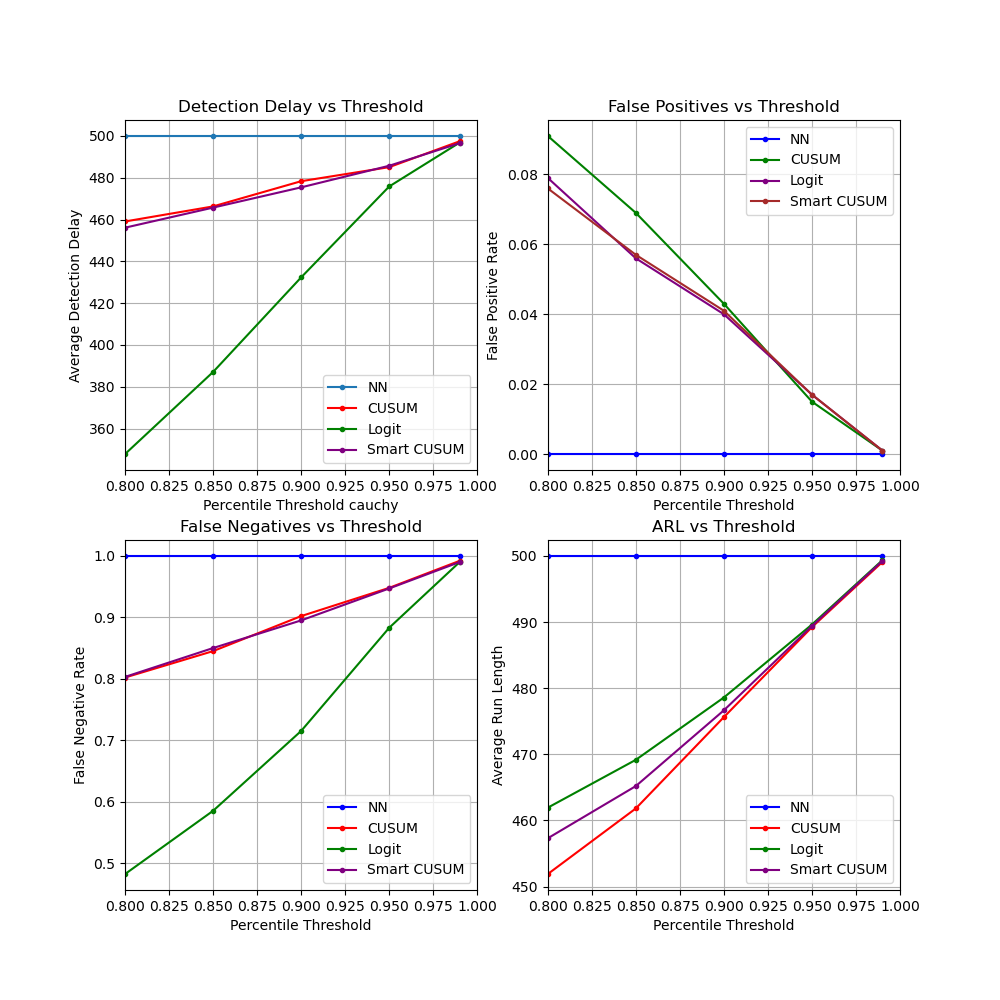 Detection Delay vs Threshold
Average Detection Delay
500
480
460
440
420
400
380
360
NN
CUSUM
Logit
Smart CUSUM
0.800 0.825 0.850 0.875 0.900 0.925 0.950 0.975 1.000
Percentile Threshold cauchy
False Positives vs Threshold
False Positive Rate
0.08
0.06
0.04
0.02
0.00
NN
CUSUM
Logit
Smart CUSUM
0.800 0.825 0.850 0.875 0.900 0.925 0.950 0.975 1.000
Percentile Threshold
False Negatives vs Threshold
False Negative Rate
1.0
0.9
0.8
0.7
0.6
0.5
NN
CUSUM
Logit
Smart CUSUM
0.800 0.825 0.850 0.875 0.900 0.925 0.950 0.975 1.000
Percentile Threshold
ARL vs Threshold
Average Run Length
500
490
480
470
460
450
NN
CUSUM
Logit
Smart CUSUM
0.800 0.825 0.850 0.875 0.900 0.925 0.950 0.975 1.000
Percentile Threshold